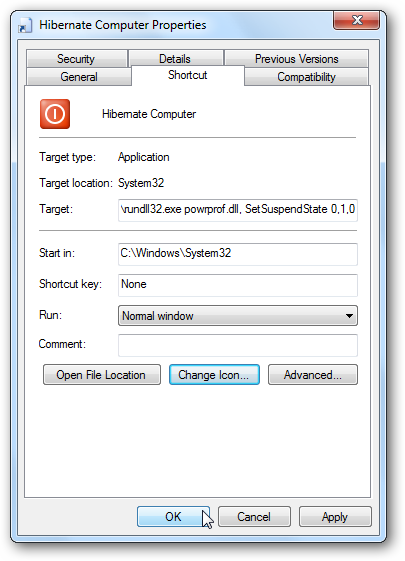 Hibernate Computer Properties
Security Details Previous Versions
General Shortcut Compatibility
Hibernate Computer
Target type: Application
Target location: System32
Target: \rundll32.exe powrprof.dll, SetSuspendState 0,1,0
Start in: C:\Windows\System32
Shortcut key: None
Run: Normal window
Comment:
Open File Location Change Icon... Advanced...
OK Cancel Apply